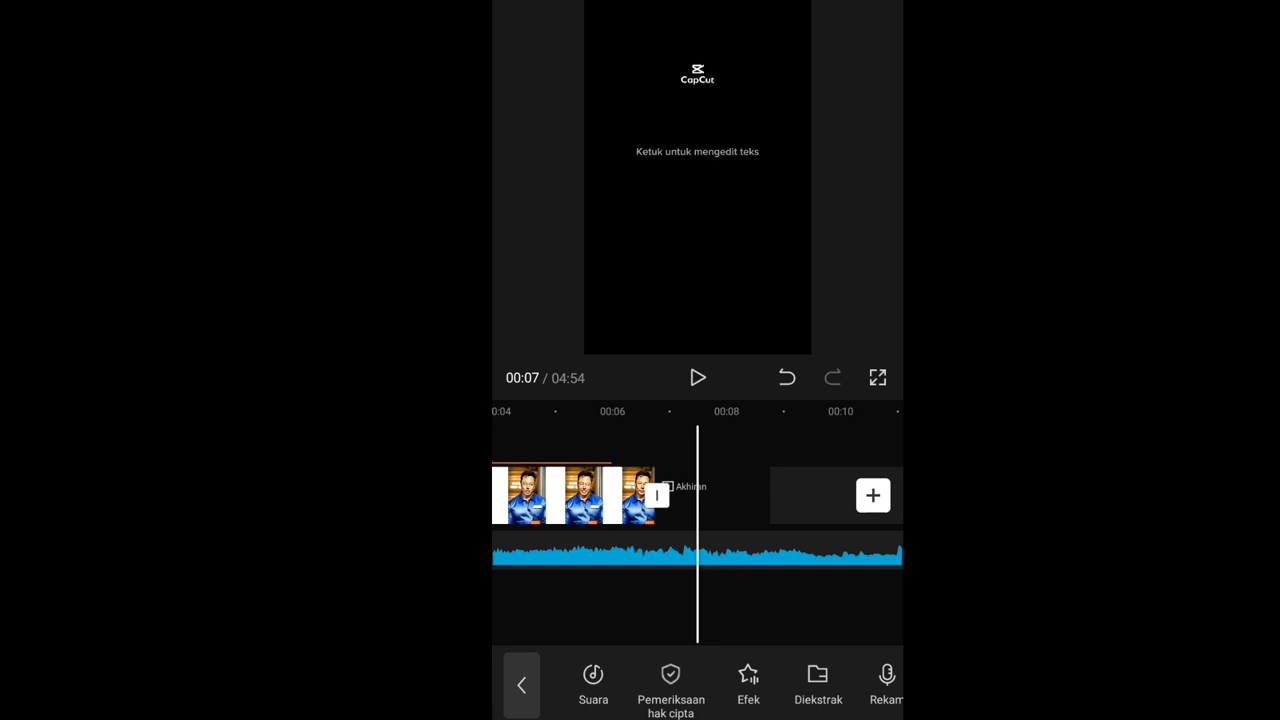 CapCut
Ketuk untuk mengedit teks
00:07 / 04:54
0:04
00:06
00:08
00:10
Akhiran
Suara
Pemeriksaan
hak cipta
Efek
Diekstrak
Rekam